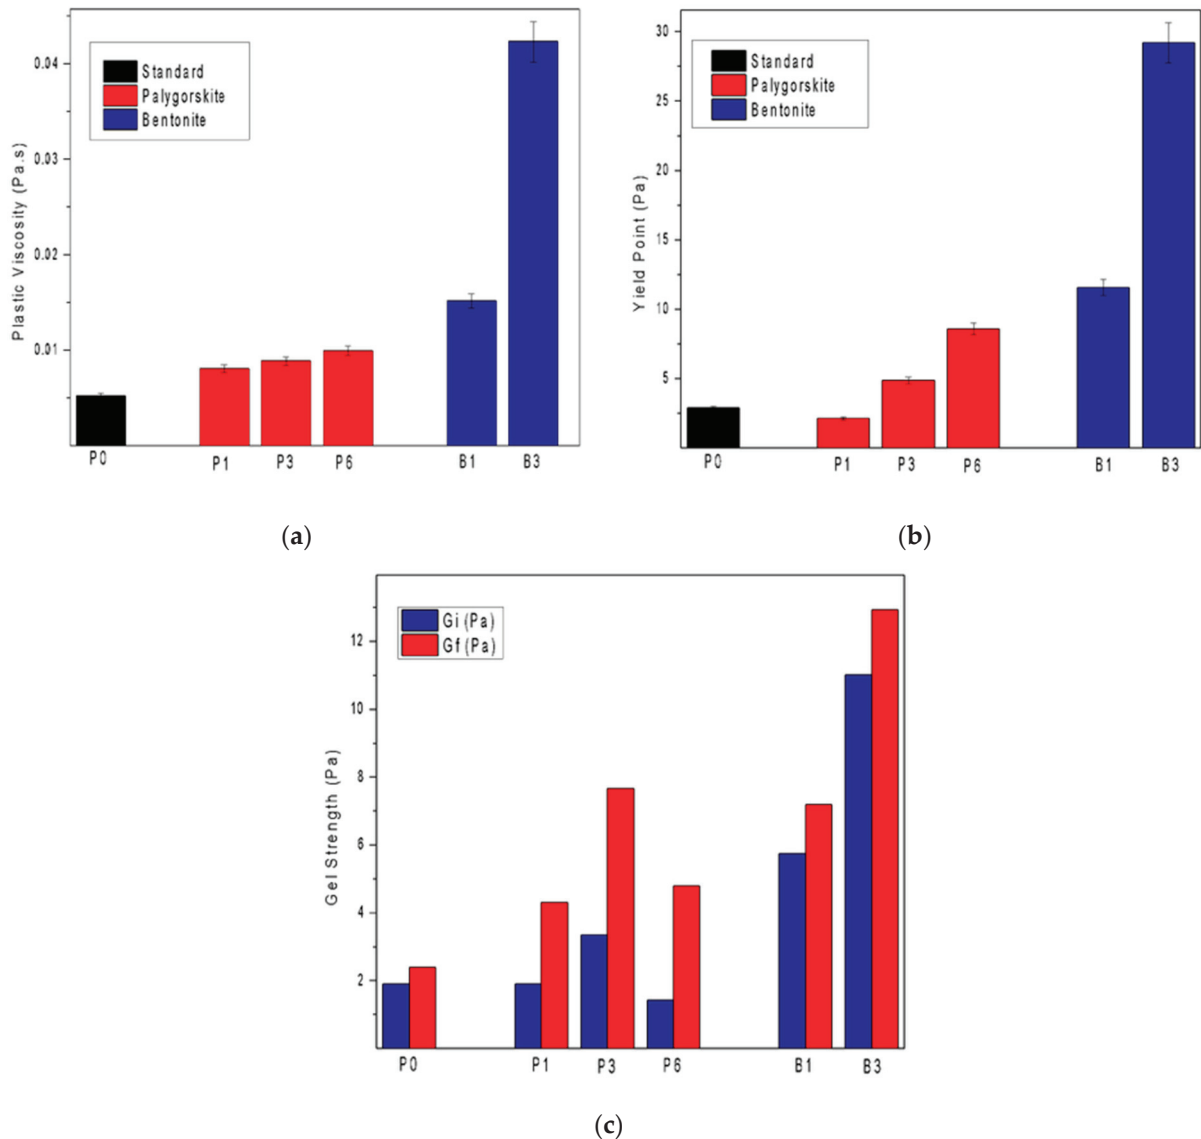 Plastic Viscosity (Pa.s)
0.04
0.03
0.02
0.01
Standard
Palygorskite
Bentonite
P0 P1 P3 P6 B1 B3
(a)
Yield Point (Pa)
30
25
20
15
10
5
Standard
Palygorskite
Bentonite
P0 P1 P3 P6 B1 B3
(b)
Gel Strength (Pa)
12
10
8
6
4
2
Gi (Pa)
Gf (Pa)
P0 P1 P3 P6 B1 B3
(c)